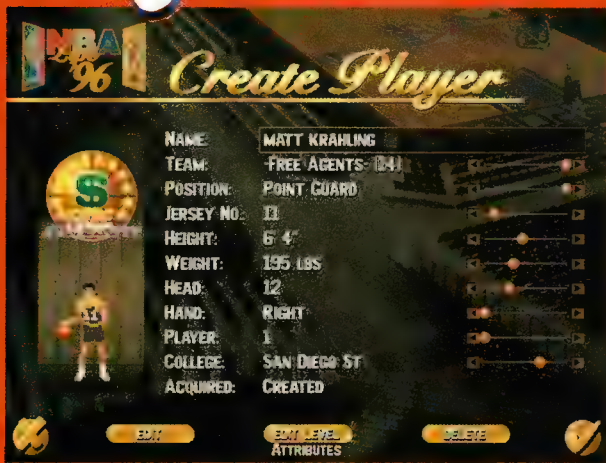 NBA
Live
96
Create Player
NAME: MATT KRAHLING
TEAM: -FREE AGENTS- (14)
POSITION: POINT GUARD
JERSEY NO.: 11
HEIGHT: 6' 4"
WEIGHT: 195 LBS
HEAD: 12
HAND: RIGHT
PLAYER: 1
COLLEGE: SAN DIEGO ST
ACQUIRED: CREATED
$
11
EDIT
EDIT LEVEL
DELETE
ATTRIBUTES